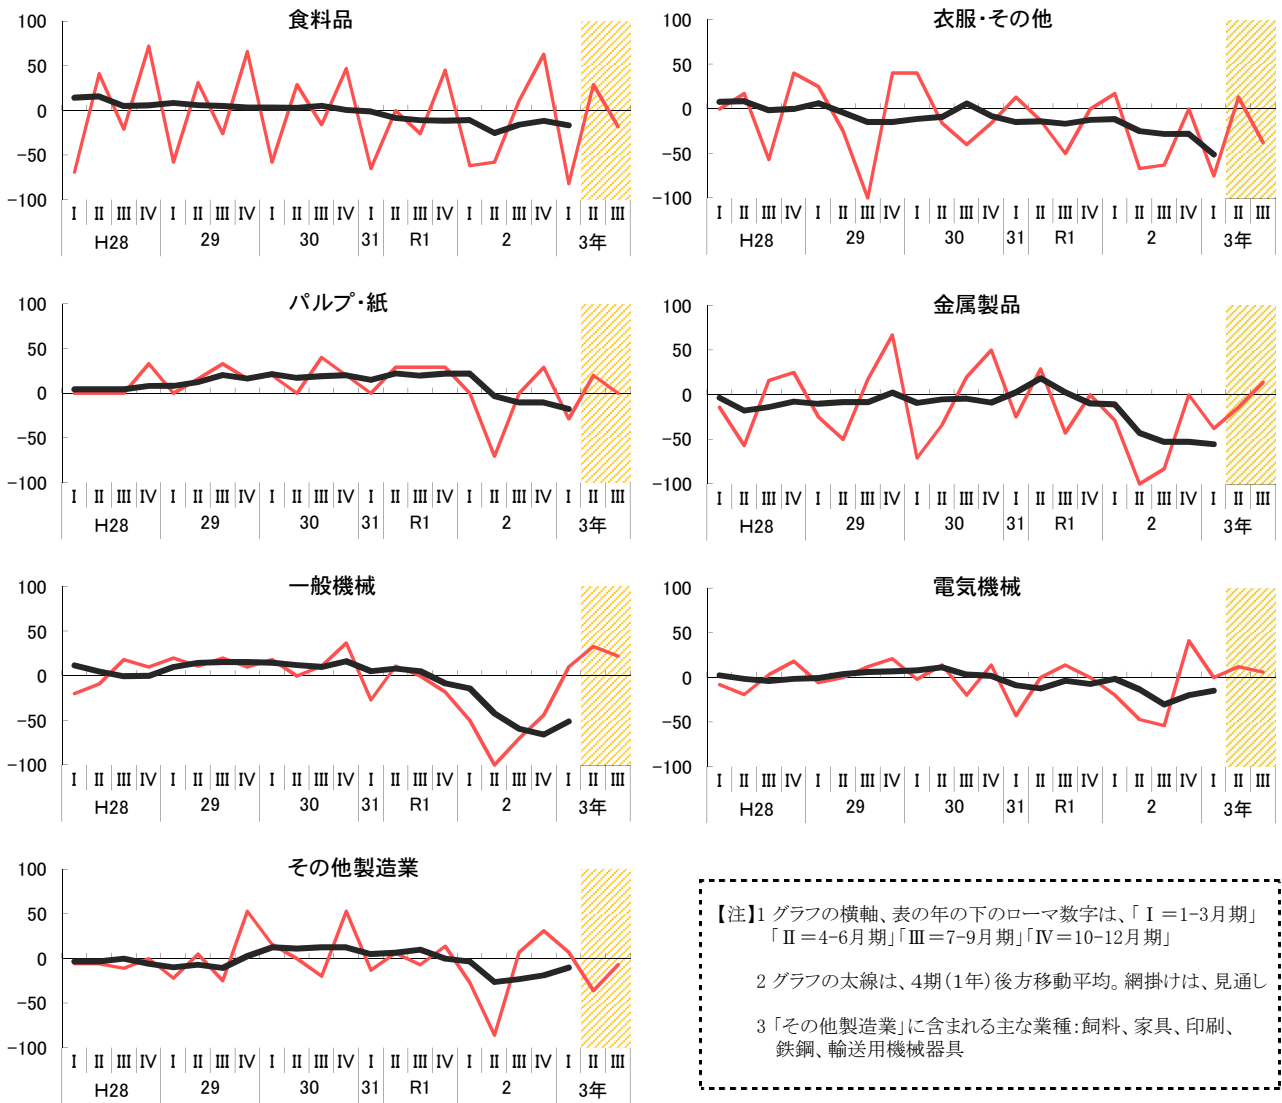 食料品
100
50
0
-50
-100
Ⅰ Ⅱ Ⅲ Ⅳ Ⅰ Ⅱ Ⅲ Ⅳ Ⅰ Ⅱ Ⅲ Ⅳ Ⅰ Ⅱ Ⅲ Ⅳ Ⅰ Ⅱ Ⅲ Ⅳ Ⅰ Ⅱ Ⅲ
H28 29 30 31 R1 2 3年
衣服・その他
100
50
0
-50
-100
Ⅰ Ⅱ Ⅲ Ⅳ Ⅰ Ⅱ Ⅲ Ⅳ Ⅰ Ⅱ Ⅲ Ⅳ Ⅰ Ⅱ Ⅲ Ⅳ Ⅰ Ⅱ Ⅲ Ⅳ Ⅰ Ⅱ Ⅲ
H28 29 30 31 R1 2 3年
パルプ・紙
100
50
0
-50
-100
Ⅰ Ⅱ Ⅲ Ⅳ Ⅰ Ⅱ Ⅲ Ⅳ Ⅰ Ⅱ Ⅲ Ⅳ Ⅰ Ⅱ Ⅲ Ⅳ Ⅰ Ⅱ Ⅲ Ⅳ Ⅰ Ⅱ Ⅲ
H28 29 30 31 R1 2 3年
金属製品
100
50
0
-50
-100
Ⅰ Ⅱ Ⅲ Ⅳ Ⅰ Ⅱ Ⅲ Ⅳ Ⅰ Ⅱ Ⅲ Ⅳ Ⅰ Ⅱ Ⅲ Ⅳ Ⅰ Ⅱ Ⅲ Ⅳ Ⅰ Ⅱ Ⅲ
H28 29 30 31 R1 2 3年
一般機械
100
50
0
-50
-100
Ⅰ Ⅱ Ⅲ Ⅳ Ⅰ Ⅱ Ⅲ Ⅳ Ⅰ Ⅱ Ⅲ Ⅳ Ⅰ Ⅱ Ⅲ Ⅳ Ⅰ Ⅱ Ⅲ Ⅳ Ⅰ Ⅱ Ⅲ
H28 29 30 31 R1 2 3年
電気機械
100
50
0
-50
-100
Ⅰ Ⅱ Ⅲ Ⅳ Ⅰ Ⅱ Ⅲ Ⅳ Ⅰ Ⅱ Ⅲ Ⅳ Ⅰ Ⅱ Ⅲ Ⅳ Ⅰ Ⅱ Ⅲ Ⅳ Ⅰ Ⅱ Ⅲ
H28 29 30 31 R1 2 3年
その他製造業
100
50
0
-50
-100
Ⅰ Ⅱ Ⅲ Ⅳ Ⅰ Ⅱ Ⅲ Ⅳ Ⅰ Ⅱ Ⅲ Ⅳ Ⅰ Ⅱ Ⅲ Ⅳ Ⅰ Ⅱ Ⅲ Ⅳ Ⅰ Ⅱ Ⅲ
H28 29 30 31 R1 2 3年
【注】1 グラフの横軸、表の年の下のローマ数字は、「Ⅰ=1-3月期」
「Ⅱ=4-6月期」「Ⅲ=7-9月期」「Ⅳ=10-12月期」
2 グラフの太線は、4期(1年)後方移動平均。網掛けは、見通し
3 「その他製造業」に含まれる主な業種:飼料、家具、印刷、
鉄鋼、輸送用機械器具